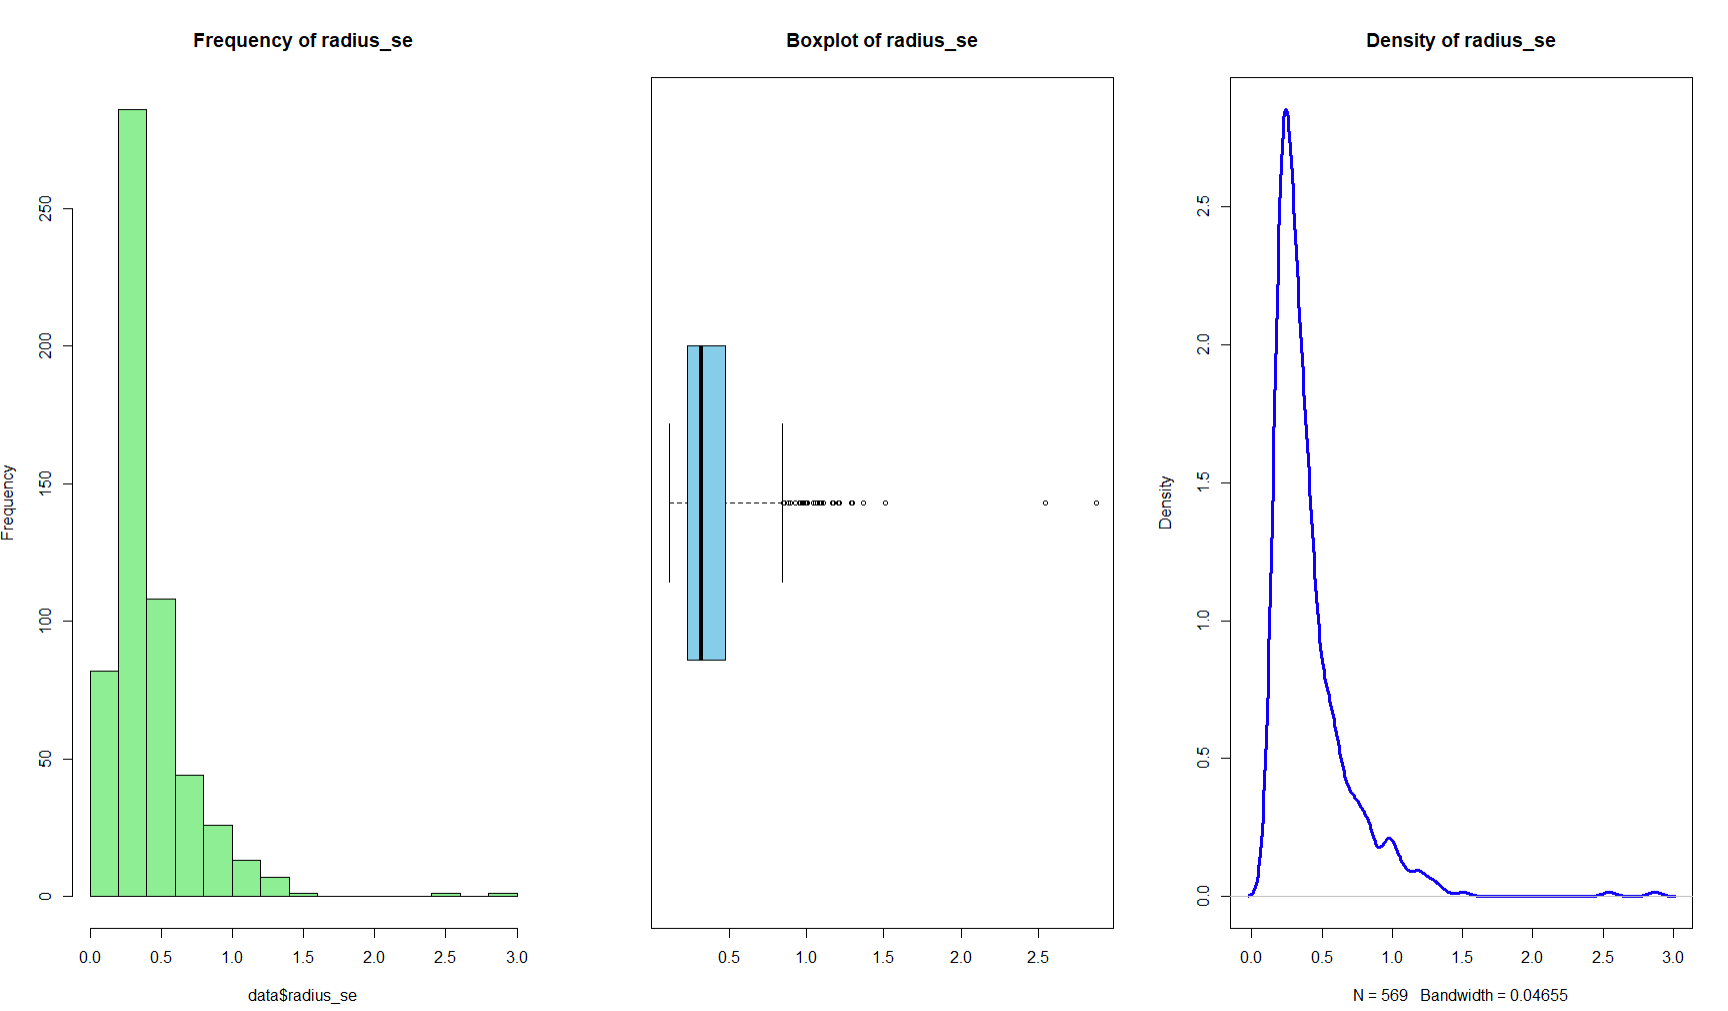 Frequency of radius_se
Frequency
0
50
100
150
200
250
0.0 0.5 1.0 1.5 2.0 2.5 3.0
data$radius_se
Boxplot of radius_se
0.5 1.0 1.5 2.0 2.5
Density of radius_se
Density
0.0
0.5
1.0
1.5
2.0
2.5
0.0 0.5 1.0 1.5 2.0 2.5 3.0
N = 569 Bandwidth = 0.04655